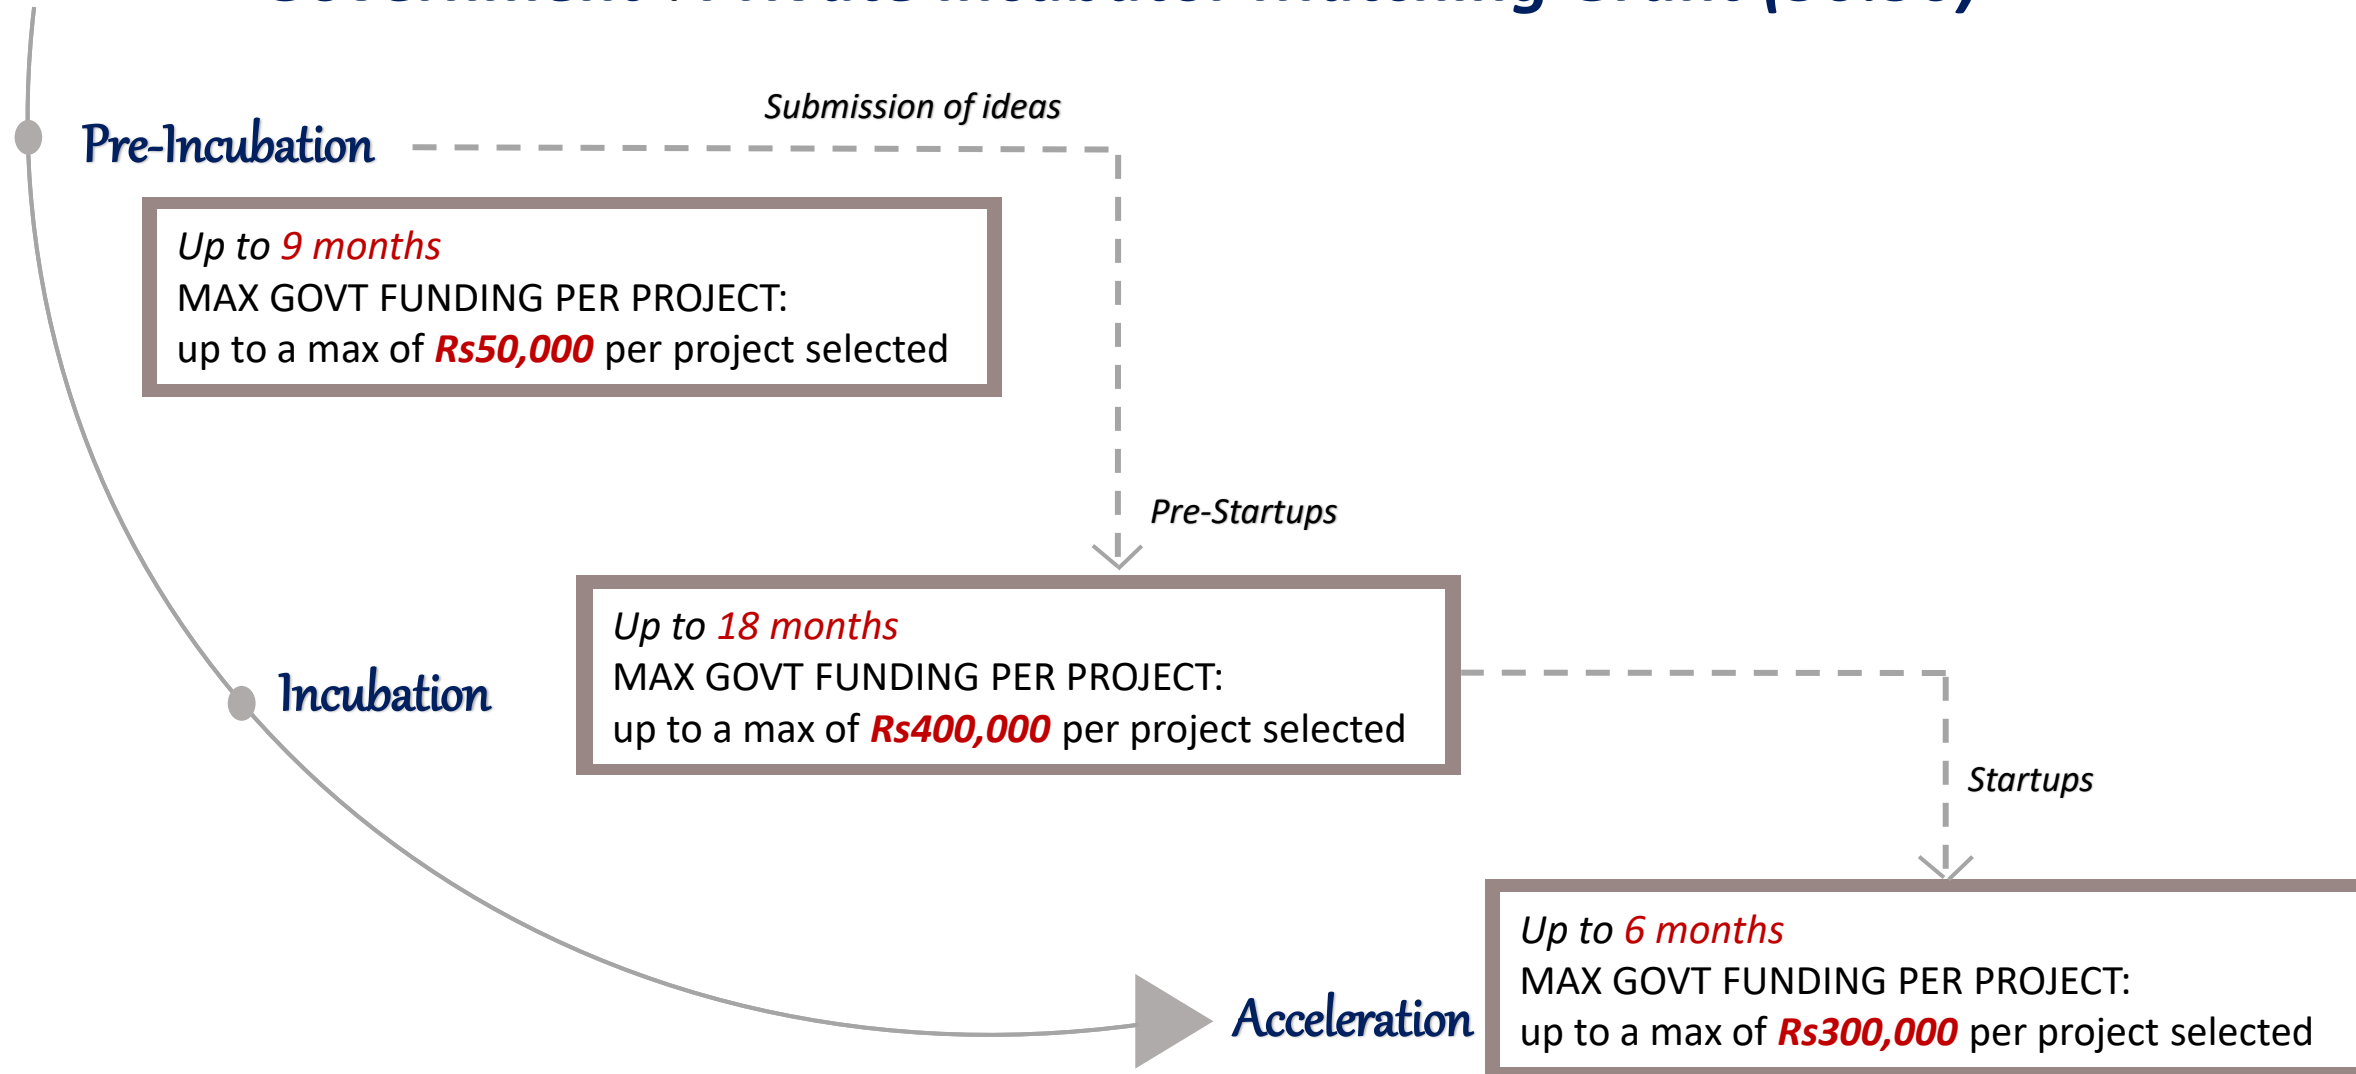 Submission of ideas
Pre-Incubation
Up to 9 months
MAX GOVT FUNDING PER PROJECT:
up to a max of Rs50,000 per project selected
Pre-Startups
Up to 18 months
MAX GOVT FUNDING PER PROJECT:
up to a max of Rs400,000 per project selected
Incubation
Startups
Up to 6 months
MAX GOVT FUNDING PER PROJECT:
up to a max of Rs300,000 per project selected
Acceleration